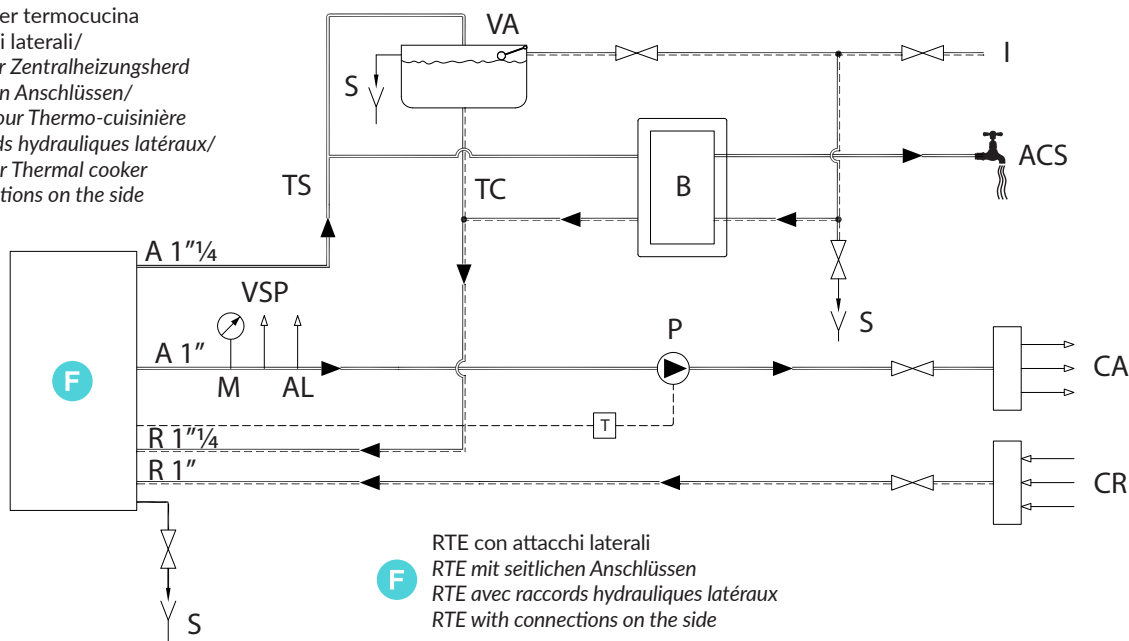 er termocucina
i laterali/
Zentralheizungsherd
n Anschlüssen/
our Thermo-cuisinière
ds hydrauliques latéraux/
r Thermal cooker
tions on the side
VA
S
I
TS
TC
B
ACS
A 1"¼
VSP
S
P
A 1"
F
M
AL
CA
T
R 1"¼
R 1"
CR
S
F
RTE con attacchi laterali
RTE mit seitlichen Anschlüssen
RTE avec raccords hydrauliques latéraux
RTE with connections on the side